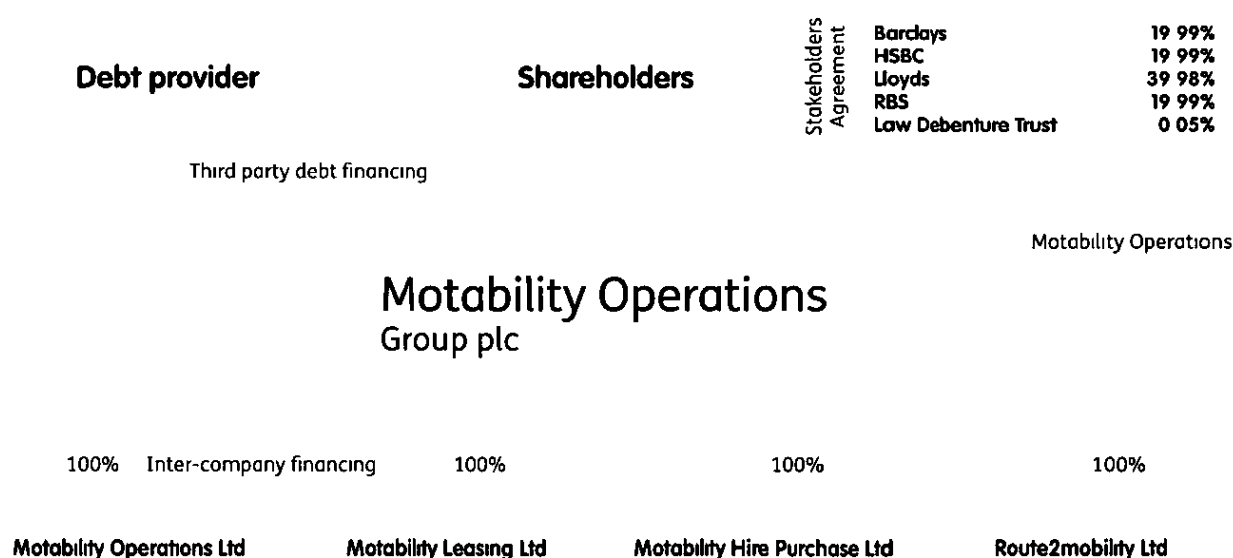 Debt provider
Shareholders
Stakeholders
Agreement
Barclays 19 99%
HSBC 19 99%
Lloyds 39 98%
RBS 19 99%
Law Debenture Trust 0 05%
Third party debt financing
Motability Operations
Motability Operations
Group plc
100% Inter-company financing 100% 100% 100%
Motability Operations Ltd Motability Leasing Ltd Motability Hire Purchase Ltd Route2mobility Ltd